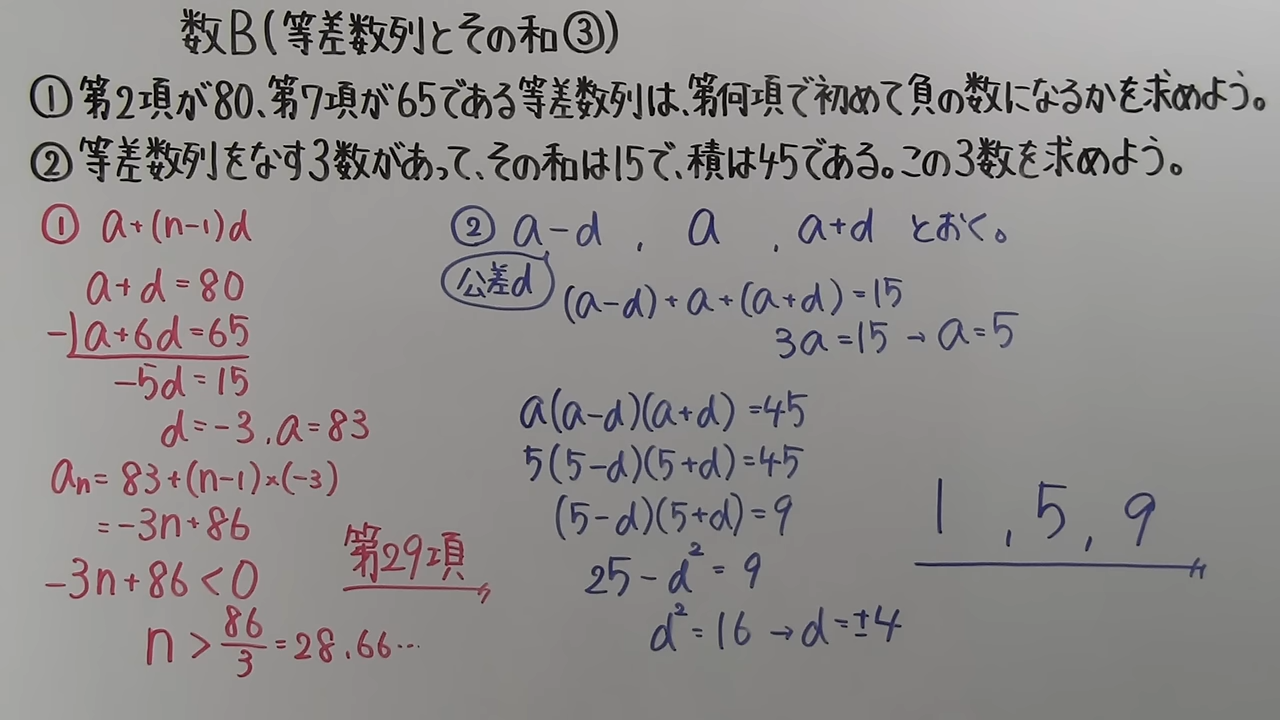 数B(等差数列とその和③)
①第2項が80、第7項が65である等差数列は、第何項で初めて負の数になるかを求めよう。
②等差数列をなす3数があって、その和は15で、積は45である。この3数を求めよう。
① a+(n-1)d
a+d=80
-)a+6d=65
-5d=15
d=-3, a=83
an=83+(n-1)×(-3)
=-3n+86
-3n+86<0
n>86/3=28.66…
第29項
② a-d , a , a+d とおく。
公差d
(a-d)+a+(a+d)=15
3a=15→a=5
a(a-d)(a+d)=45
5(5-d)(5+d)=45
(5-d)(5+d)=9
25-d²=9
d²=16→d=±4
1,5,9